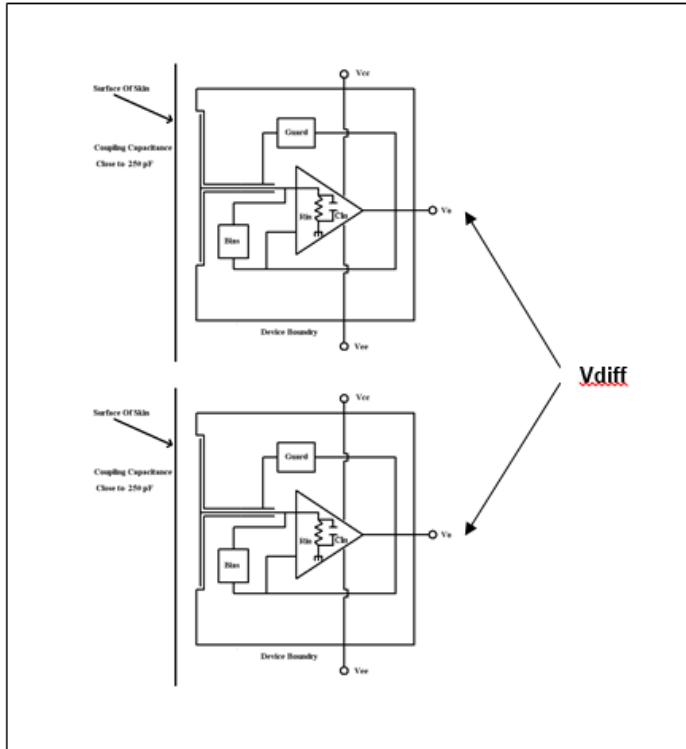 Vcc
Surface Of Skin
Guard
Coupling Capacitance
Close to 250 pF
Rin
Cin
Vo
Bias
Device Boundry
Vee
Vdiff
Vcc
Surface Of Skin
Guard
Coupling Capacitance
Close to 250 pF
Rin
Cin
Vo
Bias
Device Boundry
Vee